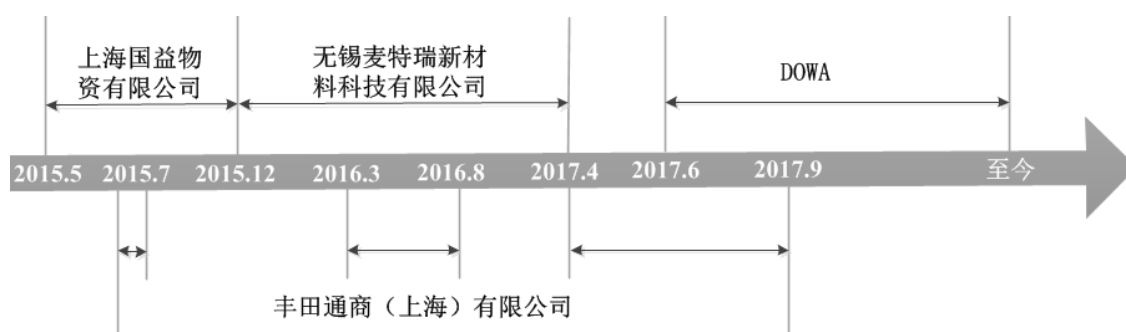 上海国益物
资有限公司
无锡麦特瑞新材
料科技有限公司
DOWA
2015.5 2015.7 2015.12 2016.3 2016.8 2017.4 2017.6 2017.9 至今
丰田通商（上海）有限公司